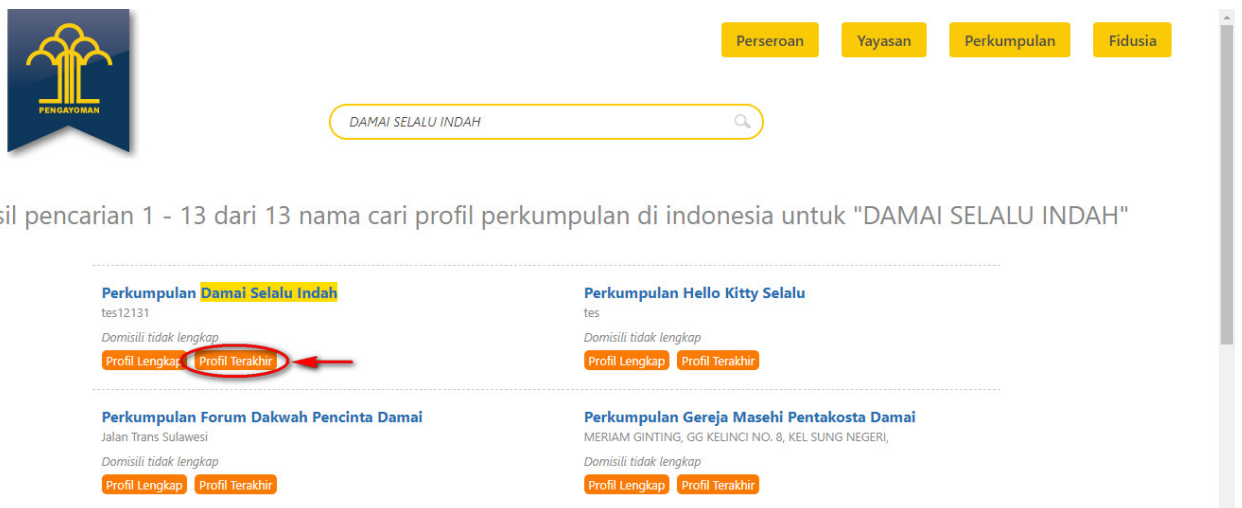 PENGAYOMAN
Perseroan Yayasan Perkumpulan Fidusia
DAMAI SELALU INDAH
sil pencarian 1 - 13 dari 13 nama cari profil perkumpulan di indonesia untuk "DAMAI SELALU INDAH"
Perkumpulan Damai Selalu Indah
tes12131
Domisili tidak lengkap
Profil Lengkap Profil Terakhir
Perkumpulan Hello Kitty Selalu
tes
Domisili tidak lengkap
Profil Lengkap Profil Terakhir
Perkumpulan Forum Dakwah Pencinta Damai
Jalan Trans Sulawesi
Domisili tidak lengkap
Profil Lengkap Profil Terakhir
Perkumpulan Gereja Masehi Pentakosta Damai
MERIAM GINTING, GG KELINCI NO. 8, KEL SUNG NEGERI,
Domisili tidak lengkap
Profil Lengkap Profil Terakhir